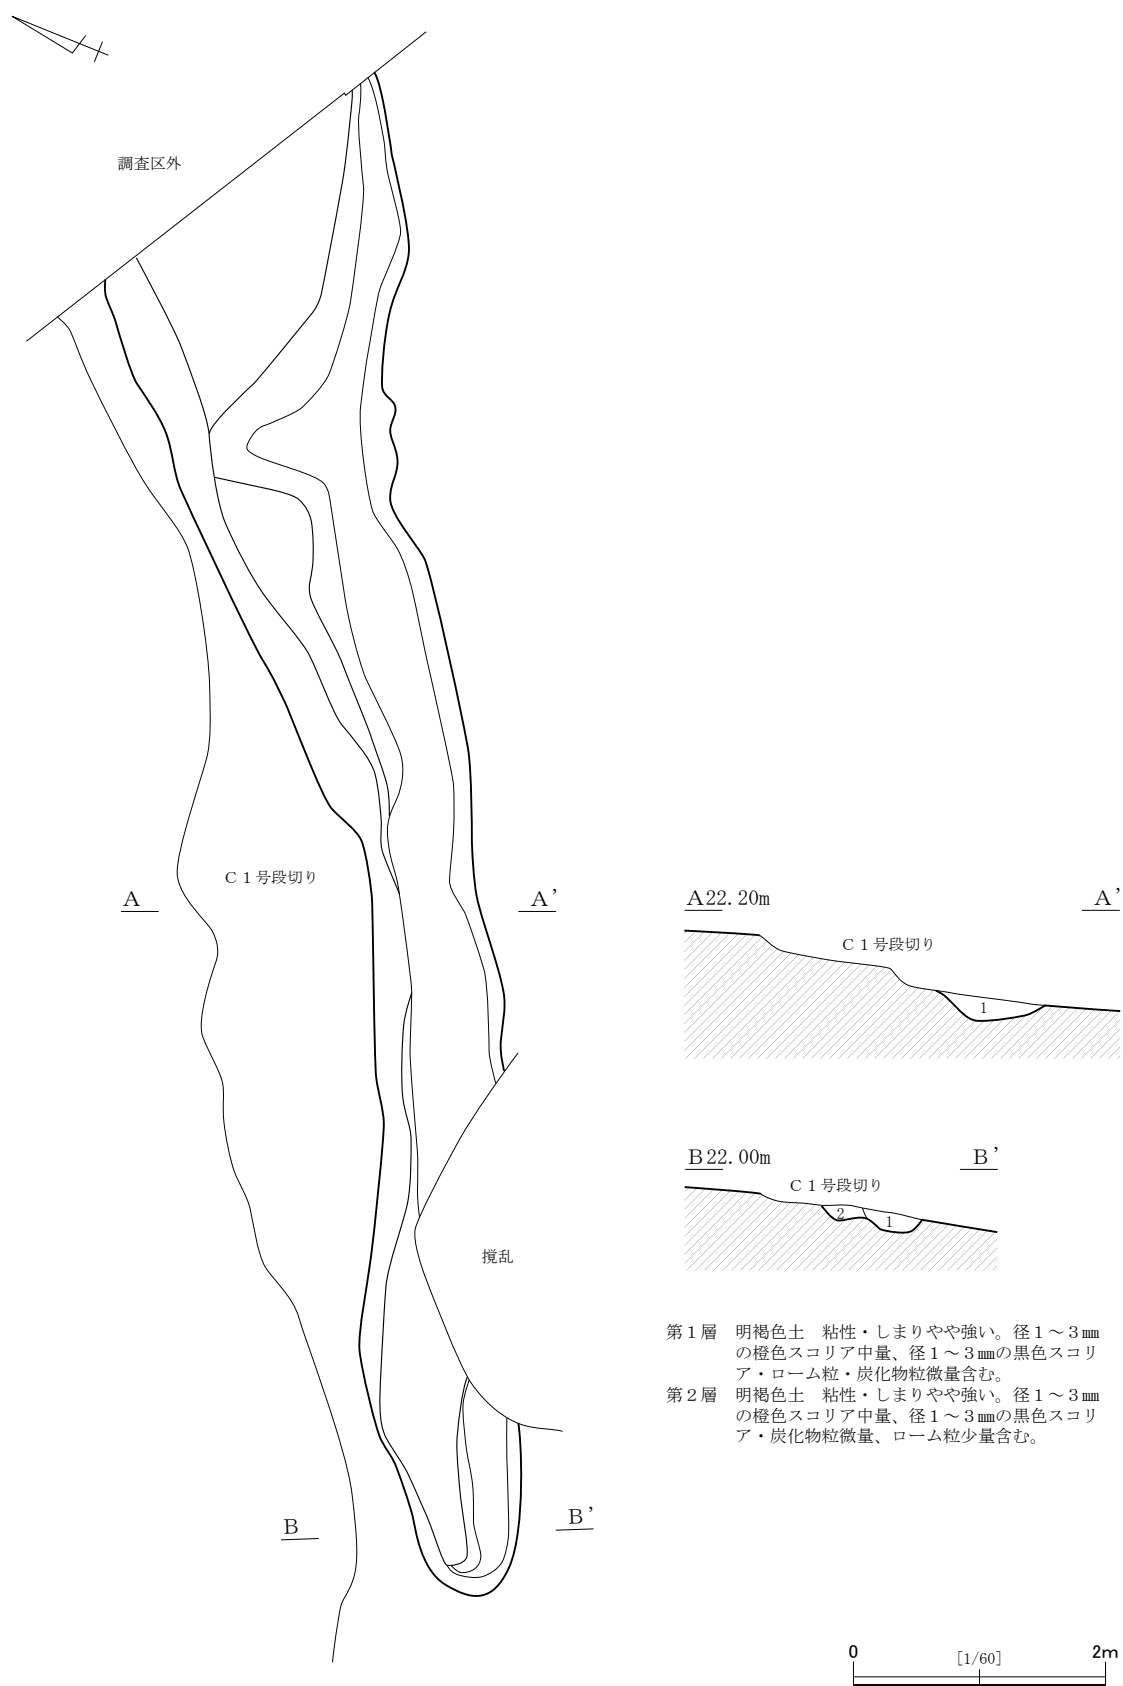 調査区外
C1号段切り
A
A’
A22.20m
A’
C1号段切り
1
B22.00m
B’
C1号段切り
2
1
撹乱
第1層　明褐色土　粘性・しまりやや強い。径1～3㎜
の橙色スコリア中量、径1～3㎜の黒色スコリ
ア・ローム粒・炭化物粒微量含む。
第2層　明褐色土　粘性・しまりやや強い。径1～3㎜
の橙色スコリア中量、径1～3㎜の黒色スコリ
ア・炭化物粒微量、ローム粒少量含む。
B
B’
0
[1/60]
2m